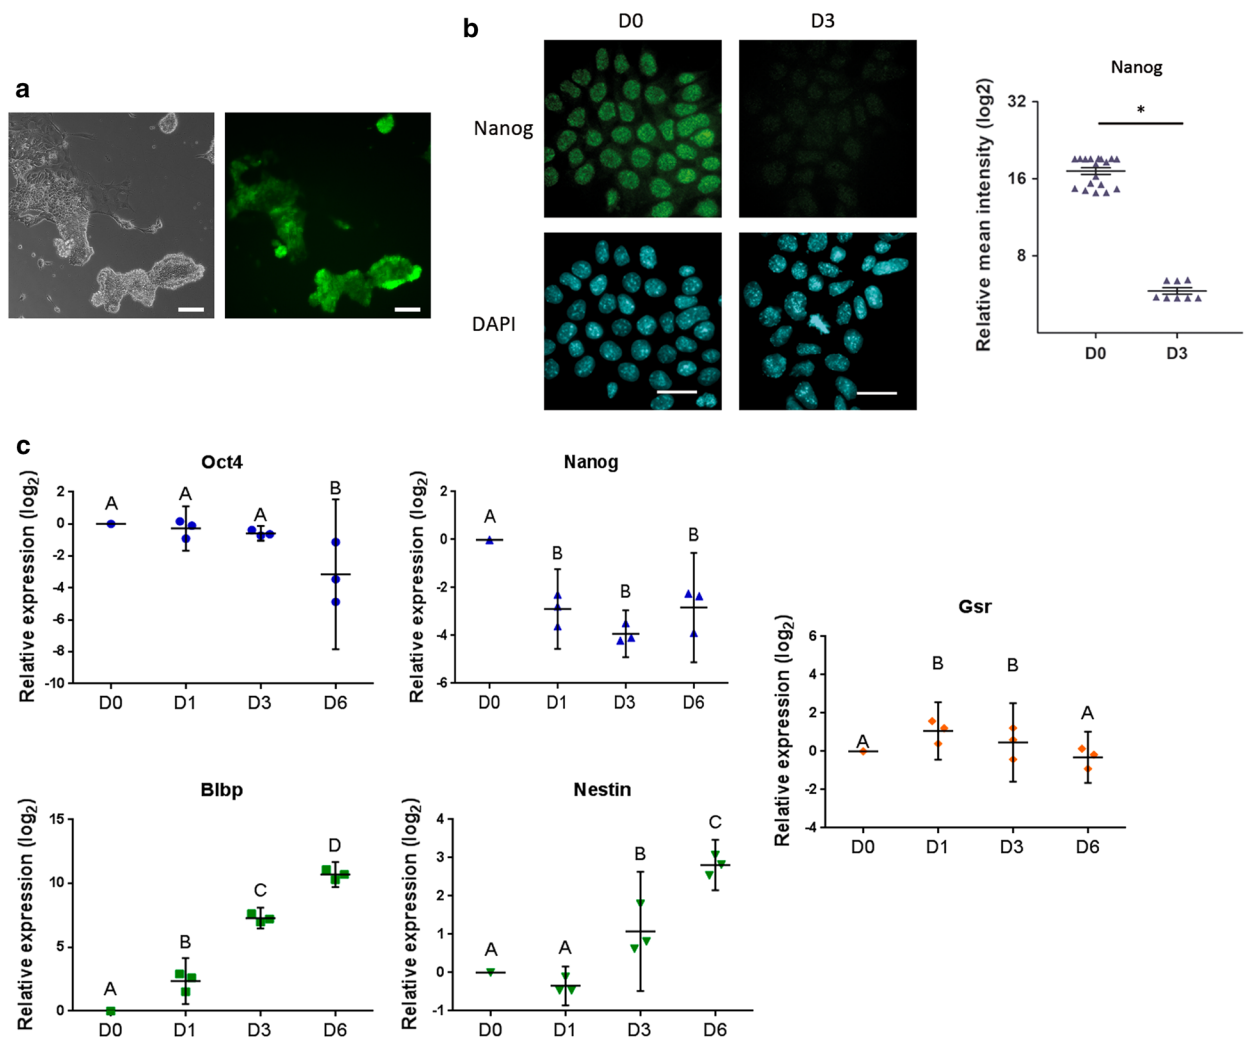 a
b
D0
D3
Nanog
DAPI
Nanog
Relative mean intensity (log2)
32
*
16
8
D0
D3
c
Oct4
Relative expression (log2)
2
0
-2
-4
-6
-8
-10
A
A
A
B
D0
D1
D3
D6
Nanog
Relative expression (log2)
2
0
-2
-4
-6
A
B
B
B
D0
D1
D3
D6
Gsr
Relative expression (log2)
6
4
2
0
-2
-4
A
B
B
A
D0
D1
D3
D6
Blbp
Relative expression (log2)
15
10
5
0
A
B
C
D
D0
D1
D3
D6
Nestin
Relative expression (log2)
4
3
2
1
0
-1
A
A
B
C
D0
D1
D3
D6